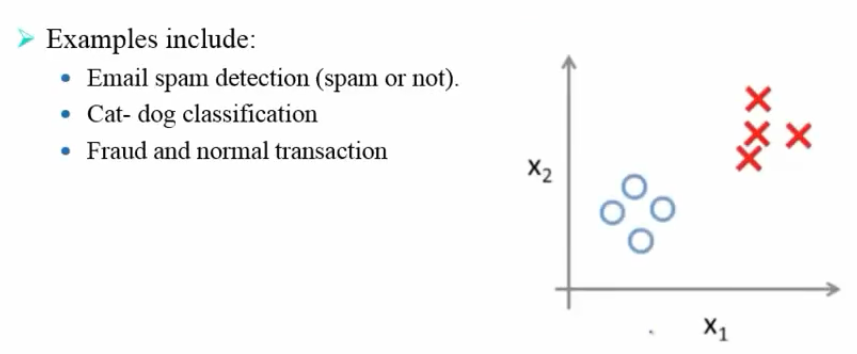 Examples include:
Email spam detection (spam or not).
Cat- dog classification
Fraud and normal transaction
x₂
x₁